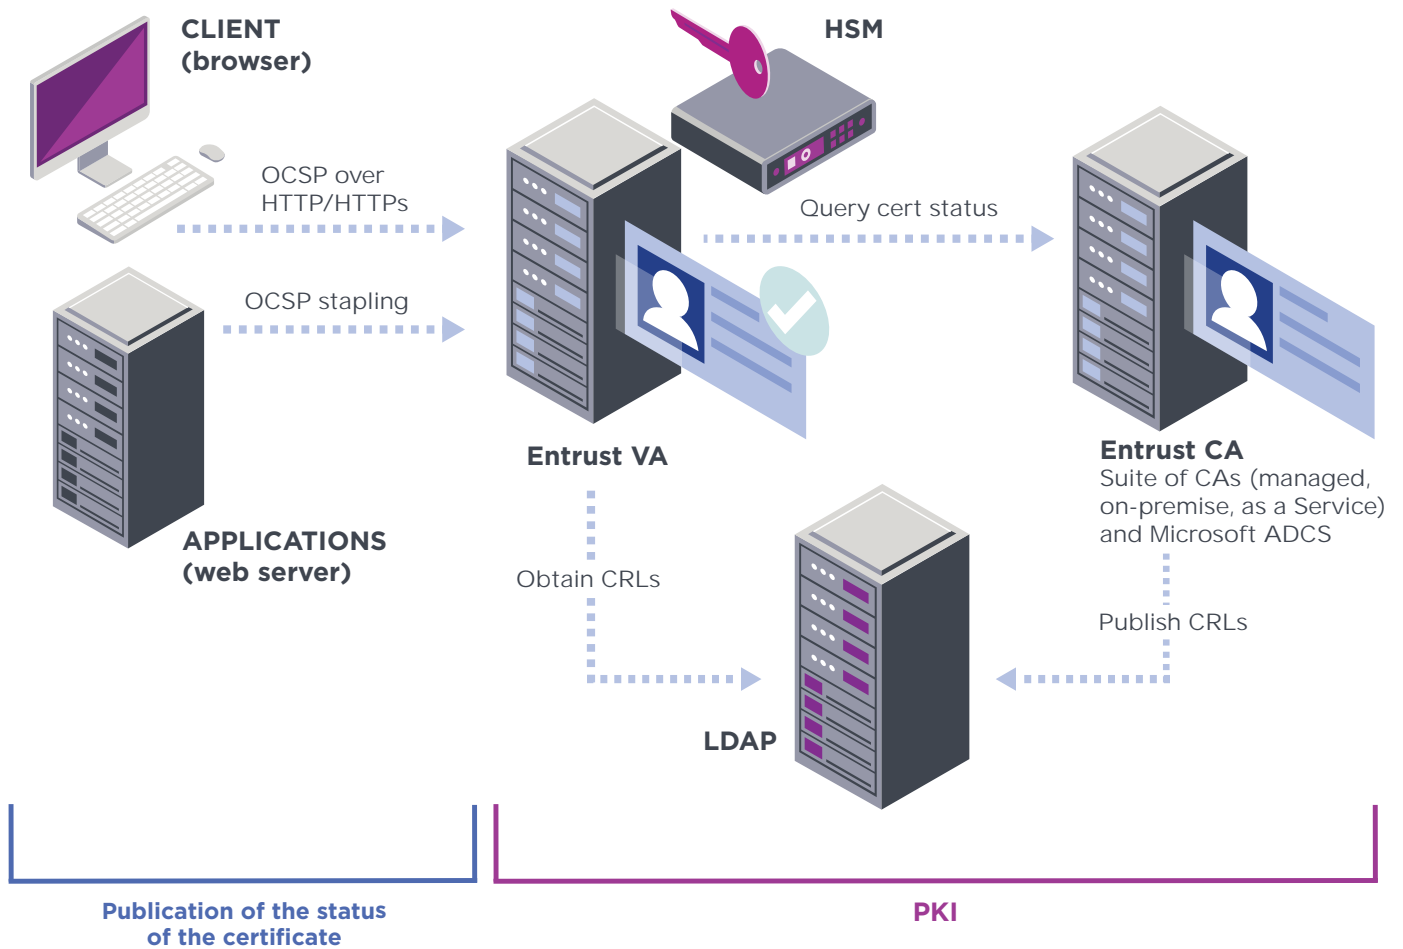 CLIENT
(browser)
HSM
OCSP over
HTTP/HTTPs
Query cert status
OCSP stapling
Entrust VA
Entrust CA
Suite of CAs (managed,
on-premise, as a Service)
and Microsoft ADCS
APPLICATIONS
(web server)
Obtain CRLs
Publish CRLs
LDAP
Publication of the status
of the certificate
PKI